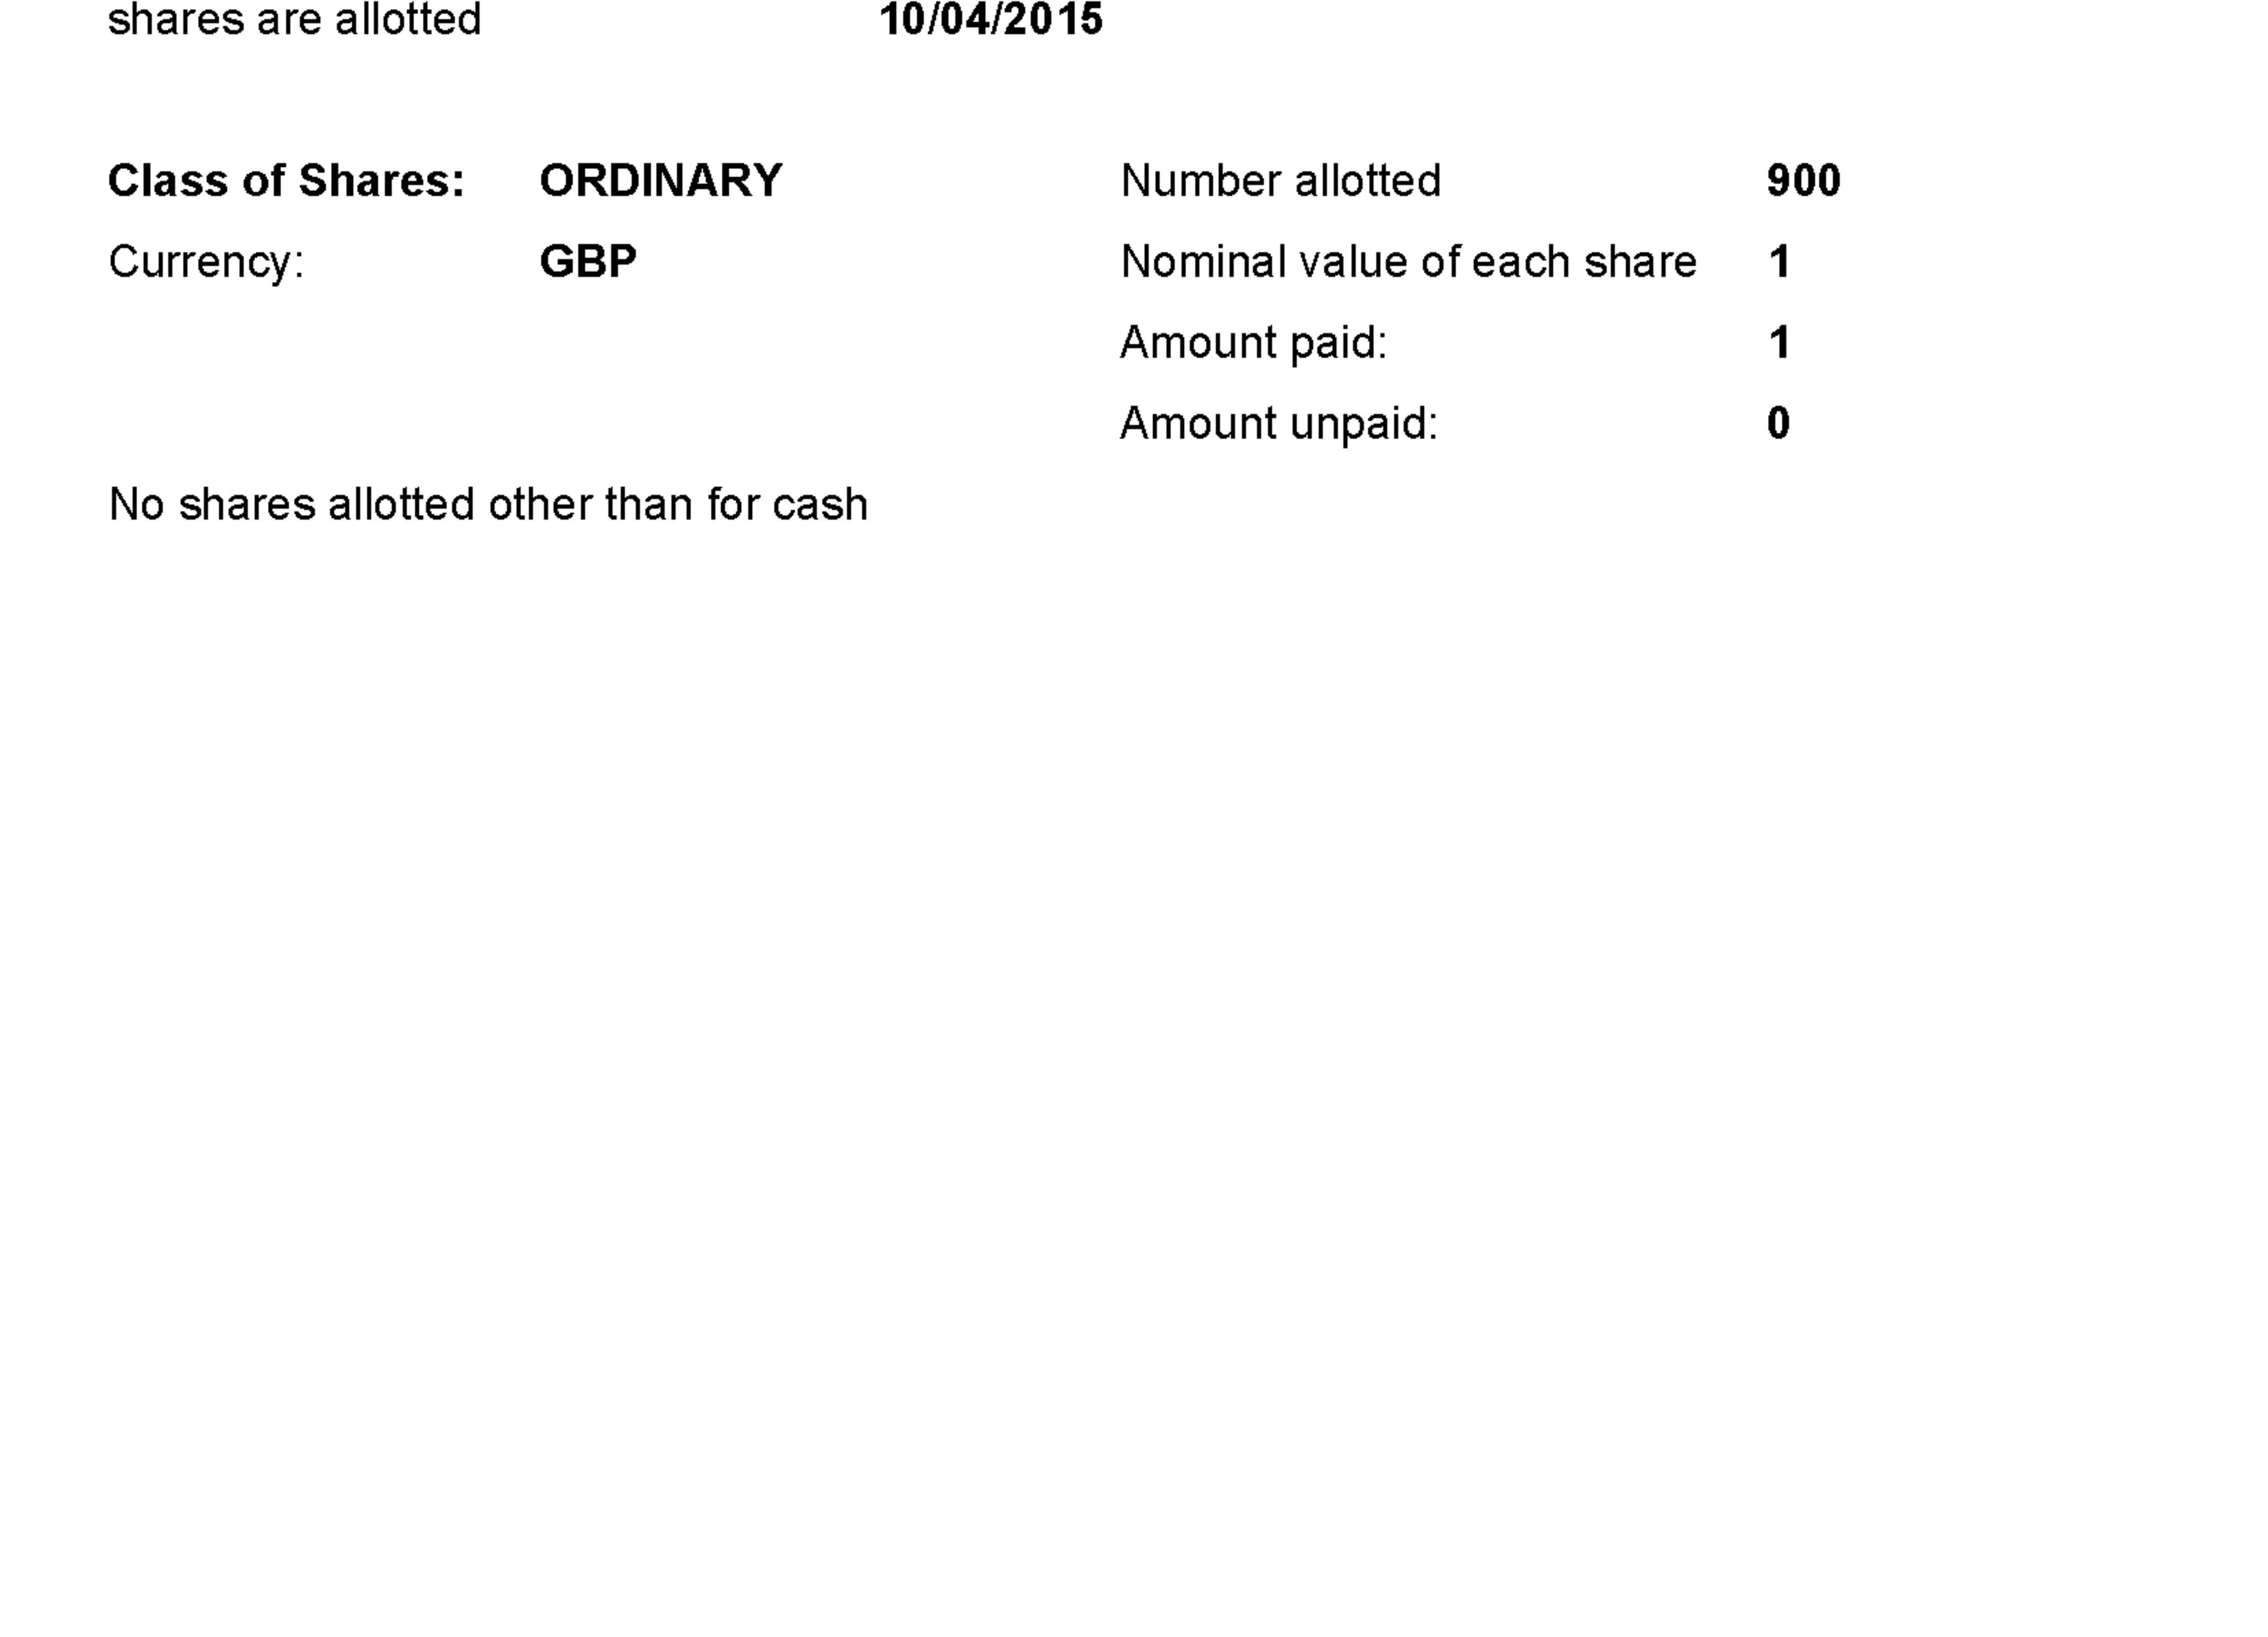 shares are allotted 10/04/2015
Class of Shares: ORDINARY Number allotted 900
Currency: GBP Nominal value of each share 1
Amount paid: 1
Amount unpaid: 0
No shares allotted other than for cash